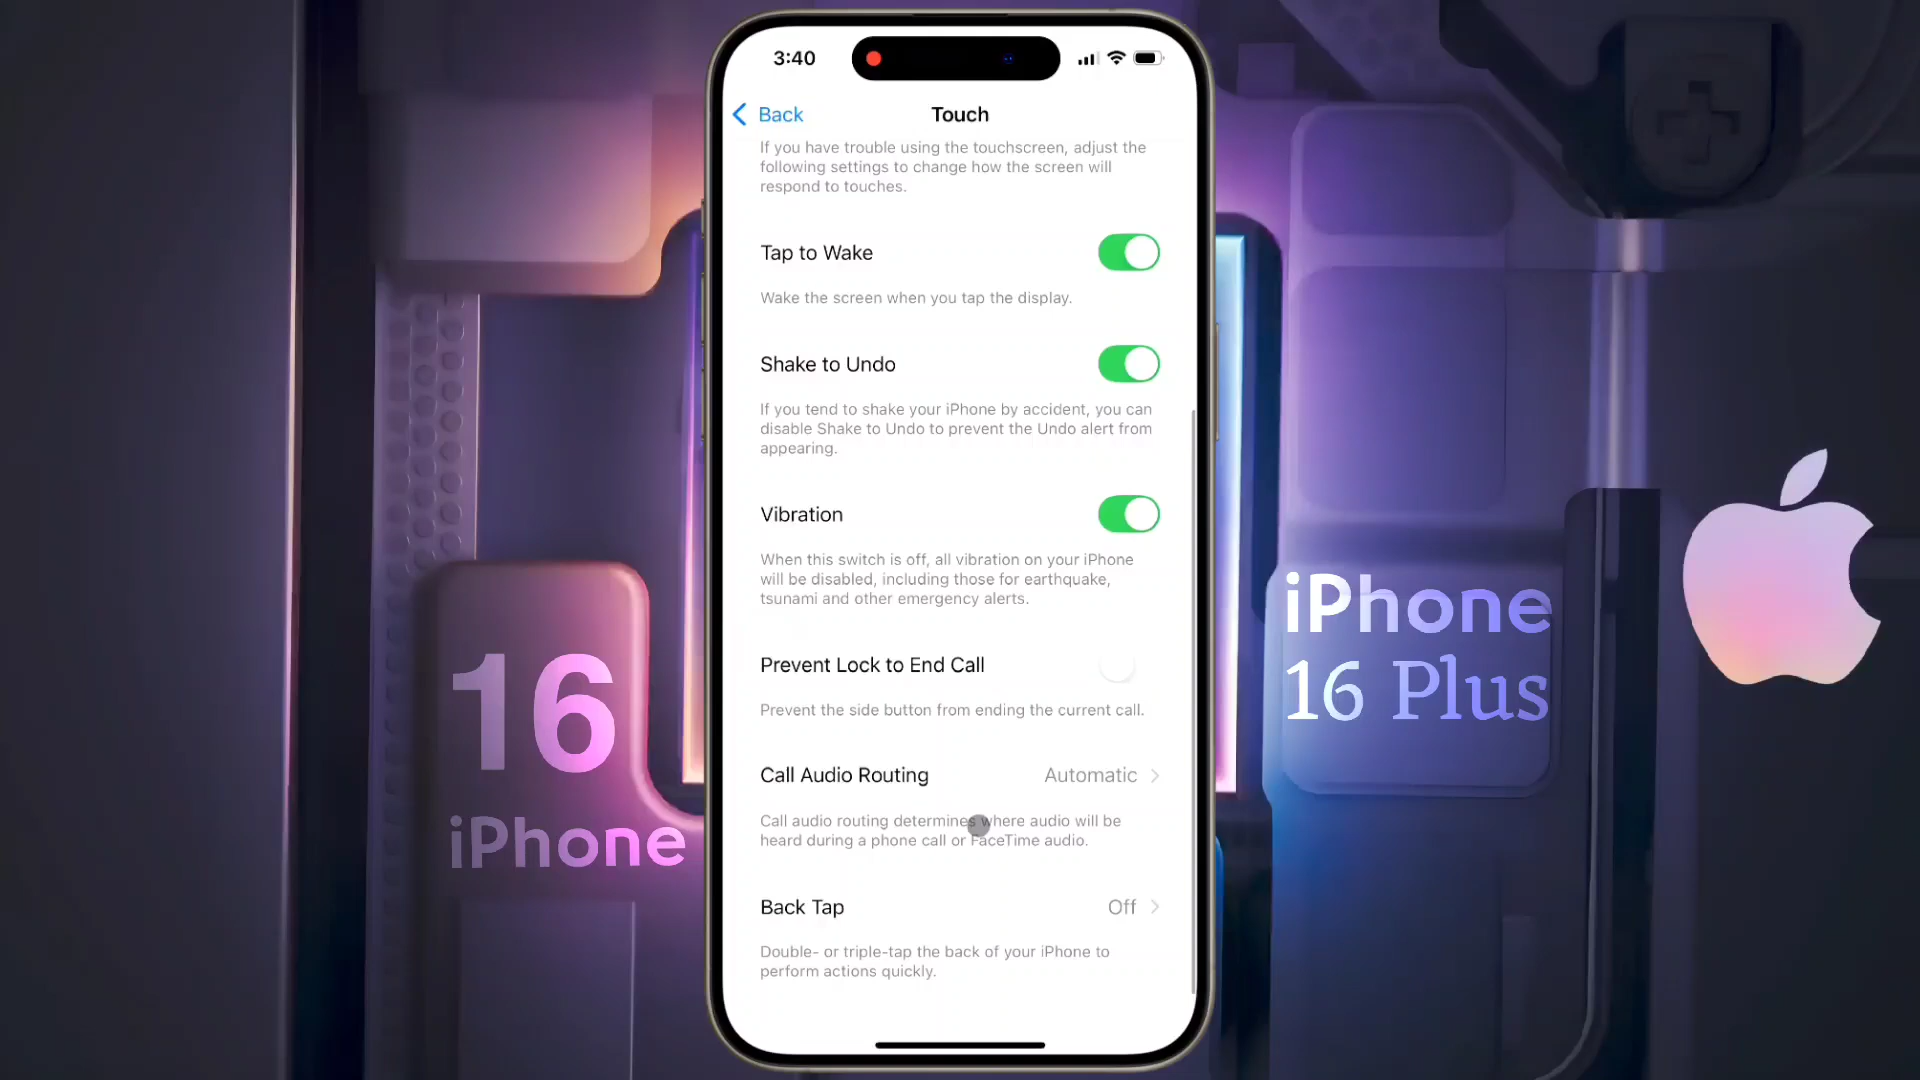 3:40
Back
Touch
If you have trouble using the touchscreen, adjust the
following settings to change how the screen will
respond to touches.
Tap to Wake
Wake the screen when you tap the display.
Shake to Undo
If you tend to shake your iPhone by accident, you can
disable Shake to Undo to prevent the Undo alert from
appearing.
Vibration
When this switch is off, all vibration on your iPhone
will be disabled, including those for earthquake,
tsunami and other emergency alerts.
Prevent Lock to End Call
Prevent the side button from ending the current call.
Call Audio Routing
Automatic
Call audio routing determines where audio will be
heard during a phone call or FaceTime audio.
Back Tap
Off
Double- or triple-tap the back of your iPhone to
perform actions quickly.
16
iPhone
iPhone
16 Plus